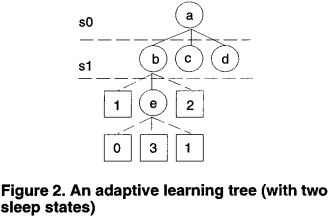 s0
a
s1
b c d
1 e 2
0 3 1
Figure 2. An adaptive learning tree (with two
sleep states)